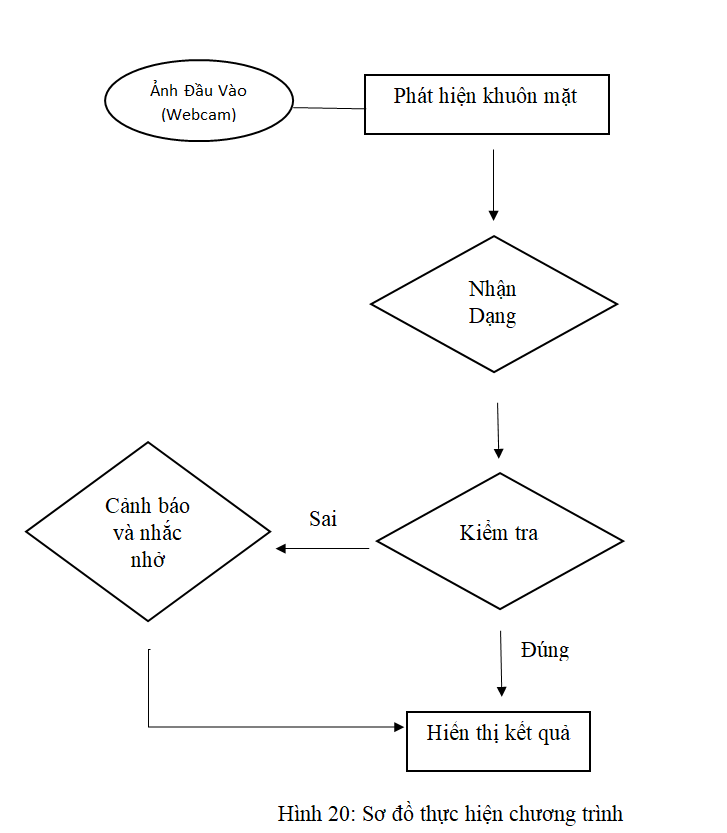 Ảnh Đầu Vào
(Webcam)
Phát hiện khuôn mặt
Nhận
Dạng
Cảnh báo
và nhắc
nhở
Sai
Kiểm tra
Đúng
Hiển thị kết quả
Hình 20: Sơ đồ thực hiện chương trình